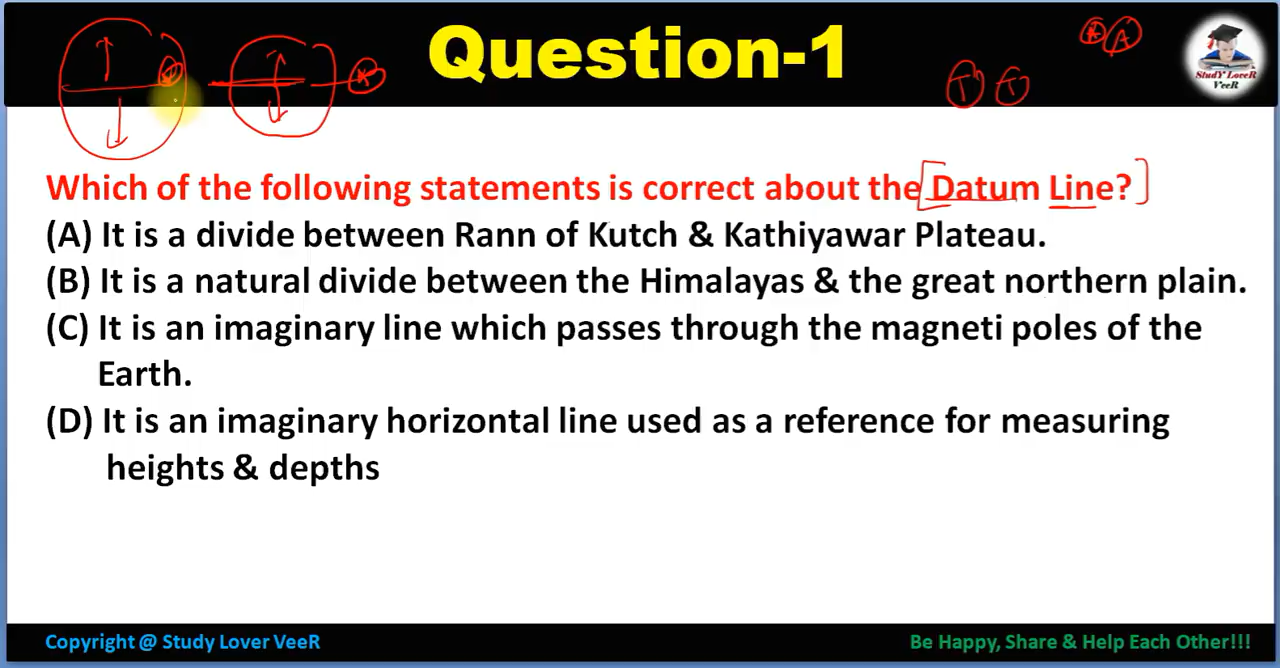 Question-1
StudY LoveR
VeeR
Which of the following statements is correct about the Datum Line?
(A) It is a divide between Rann of Kutch & Kathiyawar Plateau.
(B) It is a natural divide between the Himalayas & the great northern plain.
(C) It is an imaginary line which passes through the magneti poles of the
Earth.
(D) It is an imaginary horizontal line used as a reference for measuring
heights & depths
Copyright @ Study Lover VeeR
Be Happy, Share & Help Each Other!!!